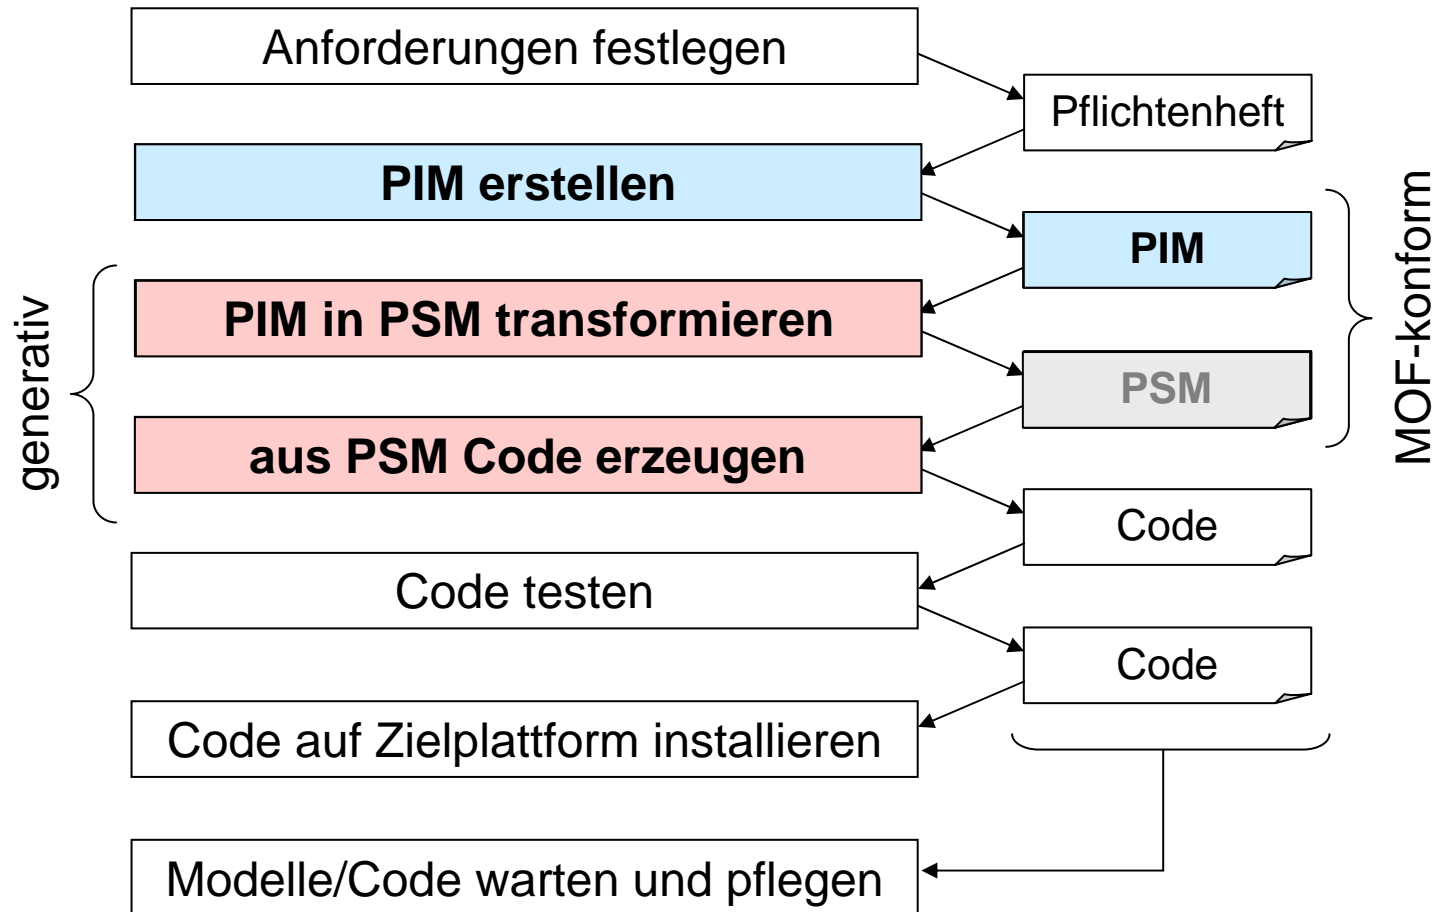 Anforderungen festlegen
Pflichtenheft
PIM erstellen
PIM
PIM in PSM transformieren
PSM
aus PSM Code erzeugen
Code
Code testen
Code
Code auf Zielplattform installieren
Modelle/Code warten und pflegen
generativ
MOF-konform